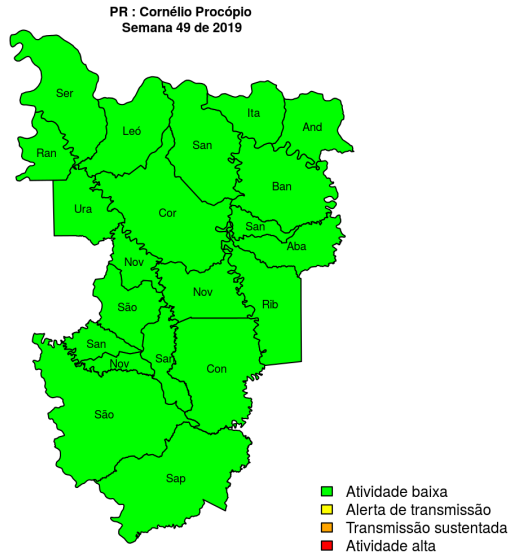 PR : Cornélio Procópio
Semana 49 de 2019
Ser
Leó
Ita
And
San
Ran
Ban
Ura
Cor
San
Aba
Nov
Nov
Rib
São
San
San
Nov
Con
São
Sap
Atividade baixa
Alerta de transmissão
Transmissão sustentada
Atividade alta